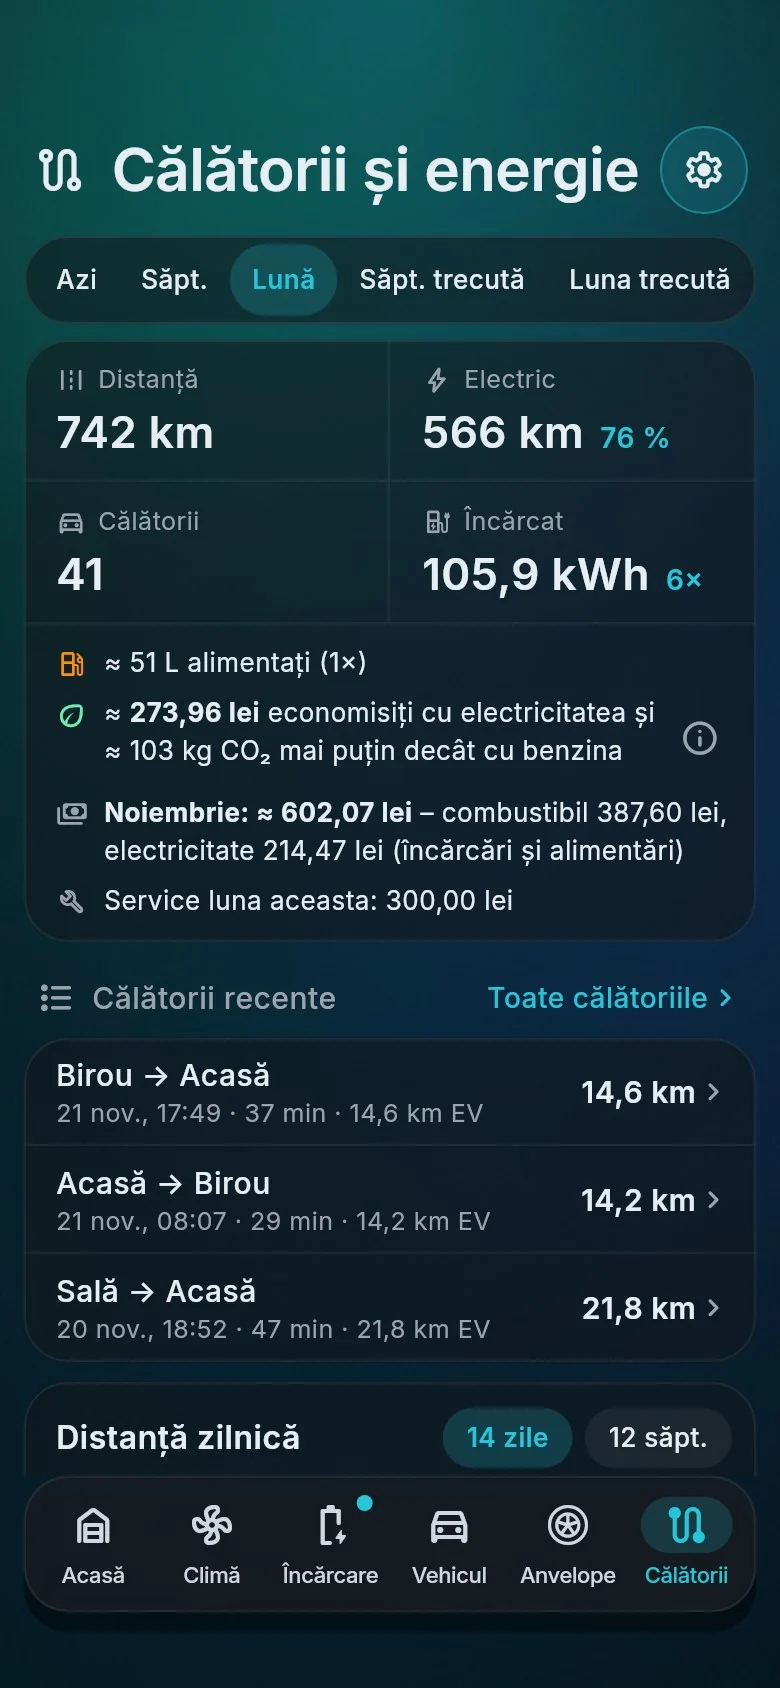 Călătorii și energie
Azi
Săpt.
Lună
Săpt. trecută
Luna trecută
Distanță
742 km
Electric
566 km 76 %
Călătorii
41
Încărcat
105,9 kWh 6×
≈ 51 L alimentați (1×)
≈ 273,96 lei economisiți cu electricitatea și
≈ 103 kg CO₂ mai puțin decât cu benzina
Noiembrie: ≈ 602,07 lei – combustibil 387,60 lei,
electricitate 214,47 lei (încărcări și alimentări)
Service luna aceasta: 300,00 lei
Călătorii recente
Toate călătoriile
Birou → Acasă
21 nov., 17:49 · 37 min · 14,6 km EV
14,6 km
Acasă → Birou
21 nov., 08:07 · 29 min · 14,2 km EV
14,2 km
Sală → Acasă
20 nov., 18:52 · 47 min · 21,8 km EV
21,8 km
Distanță zilnică
14 zile
12 săpt.
Acasă
Climă
Încărcare
Vehicul
Anvelope
Călătorii